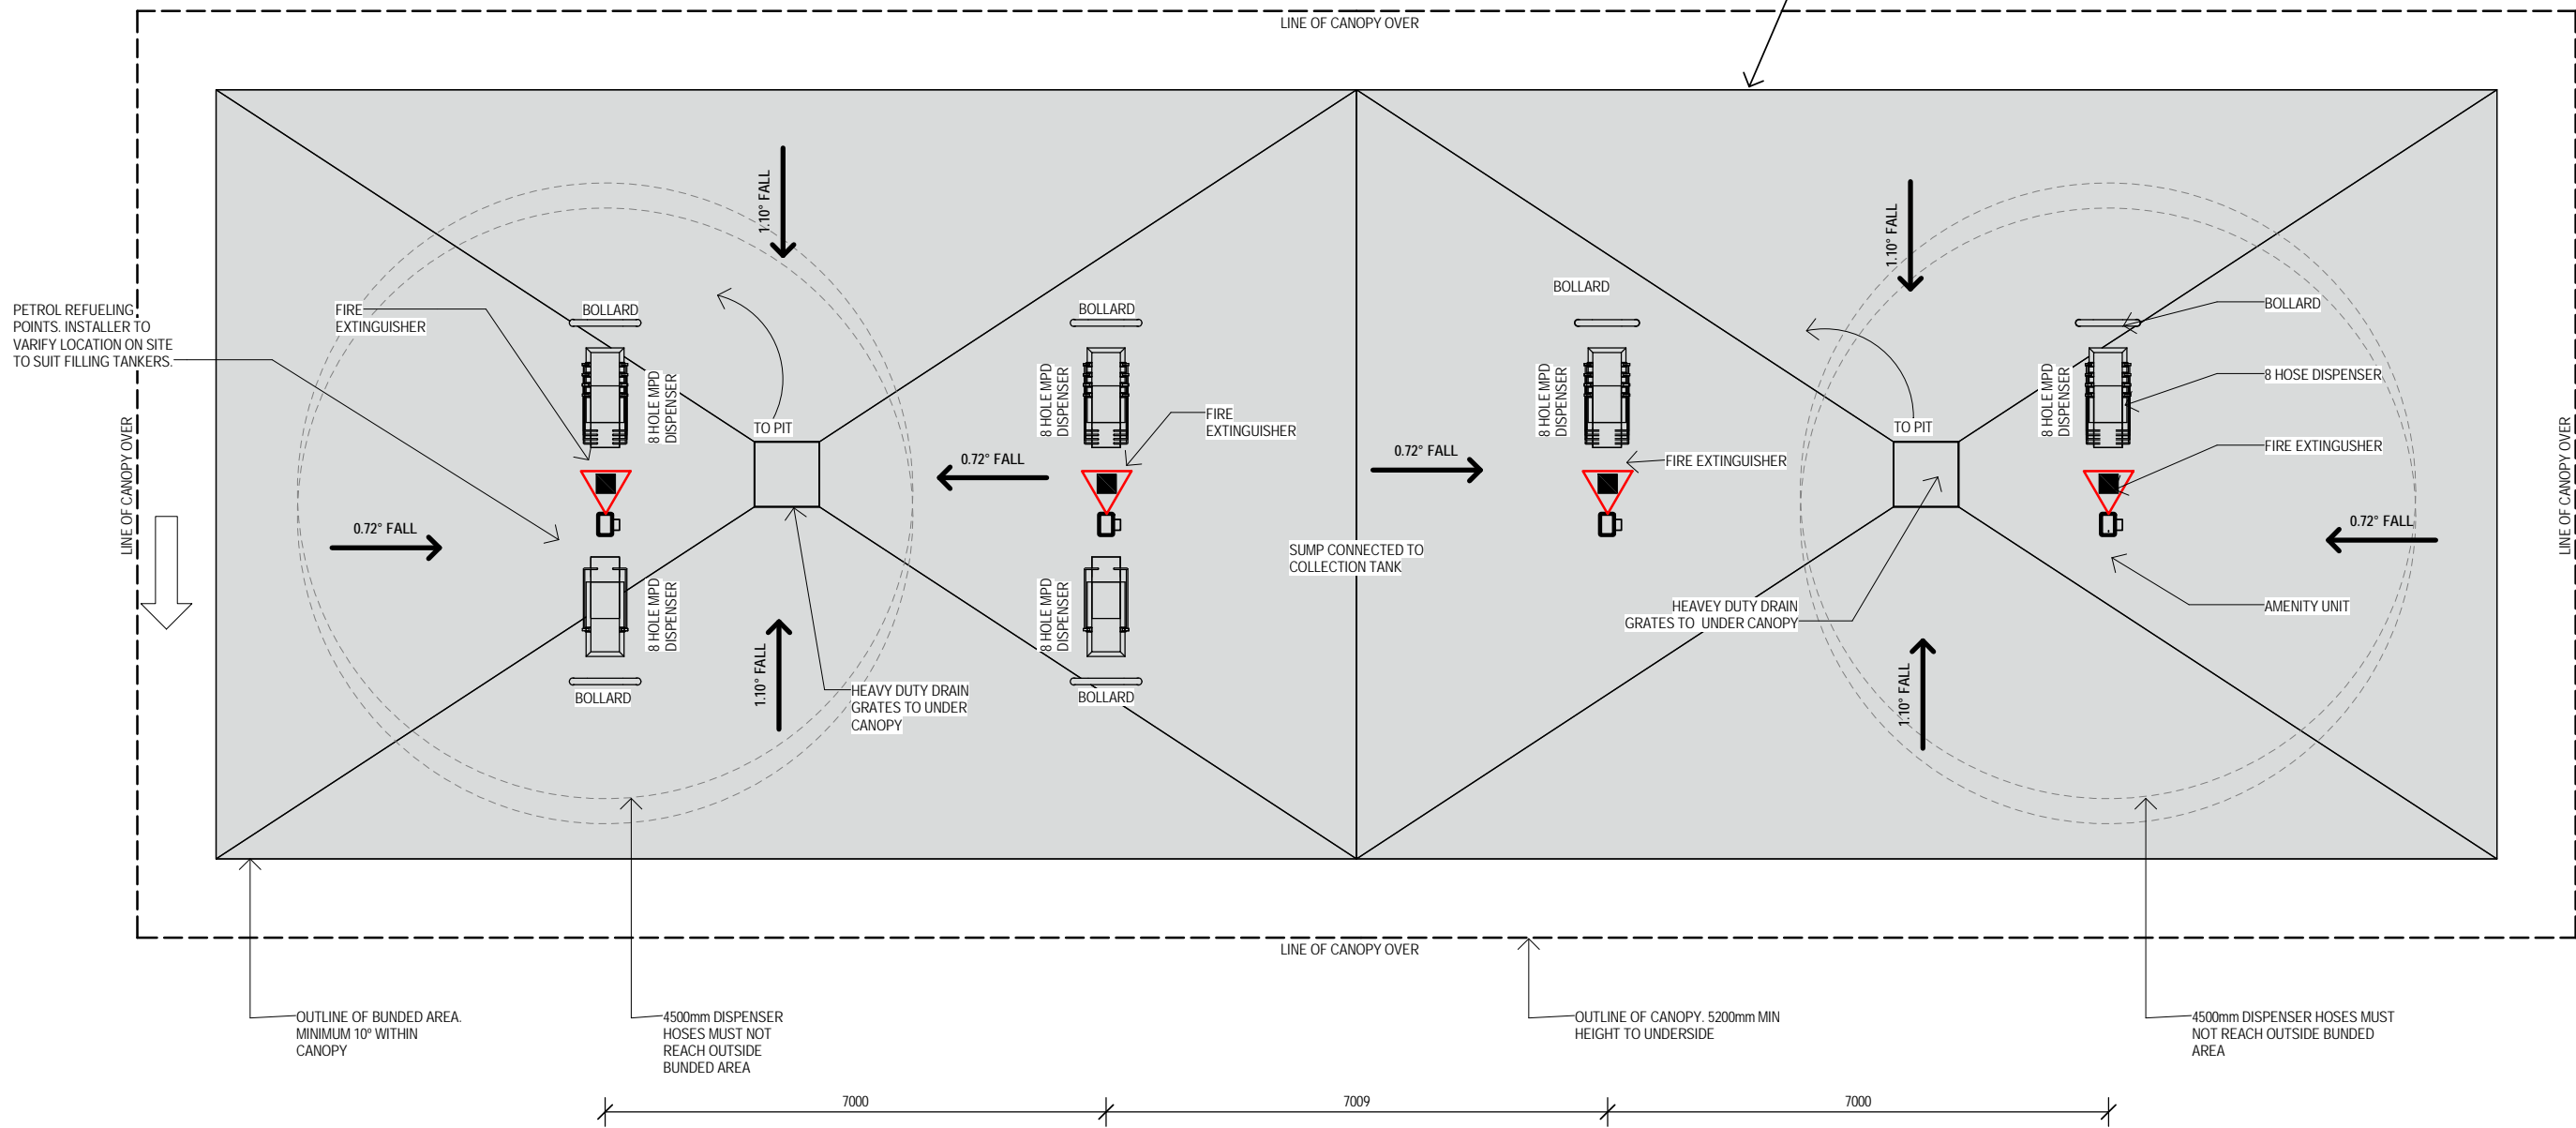 LINE OF CANOPY OVER
1.10° FALL
1.10° FALL
PETROL REFUELING
POINTS. INSTALLER TO
VARIFY LOCATION ON SITE
TO SUIT FILLING TANKERS.
FIRE
EXTINGUISHER
BOLLARD
BOLLARD
BOLLARD
BOLLARD
8 HOLE MPD
DISPENSER
8 HOLE MPD
DISPENSER
8 HOLE MPD
DISPENSER
8 HOLE MPD
DISPENSER
8 HOSE DISPENSER
TO PIT
FIRE
EXTINGUISHER
TO PIT
LINE OF CANOPY OVER
0.72° FALL
0.72° FALL
FIRE EXTINGUISHER
FIRE EXTINGUSHER
LINE OF CANOPY OVER
0.72° FALL
0.72° FALL
SUMP CONNECTED TO
COLLECTION TANK
8 HOLE MPD
DISPENSER
8 HOLE MPD
DISPENSER
HEAVEY DUTY DRAIN
GRATES TO UNDER CANOPY
AMENITY UNIT
1.10° FALL
1.10° FALL
BOLLARD
HEAVY DUTY DRAIN
GRATES TO UNDER
CANOPY
BOLLARD
LINE OF CANOPY OVER
OUTLINE OF BUNDED AREA.
MINIMUM 10° WITHIN
CANOPY
4500mm DISPENSER
HOSES MUST NOT
REACH OUTSIDE
BUNDED AREA
OUTLINE OF CANOPY. 5200mm MIN
HEIGHT TO UNDERSIDE
4500mm DISPENSER HOSES MUST
NOT REACH OUTSIDE BUNDED
AREA
7000
7009
7000